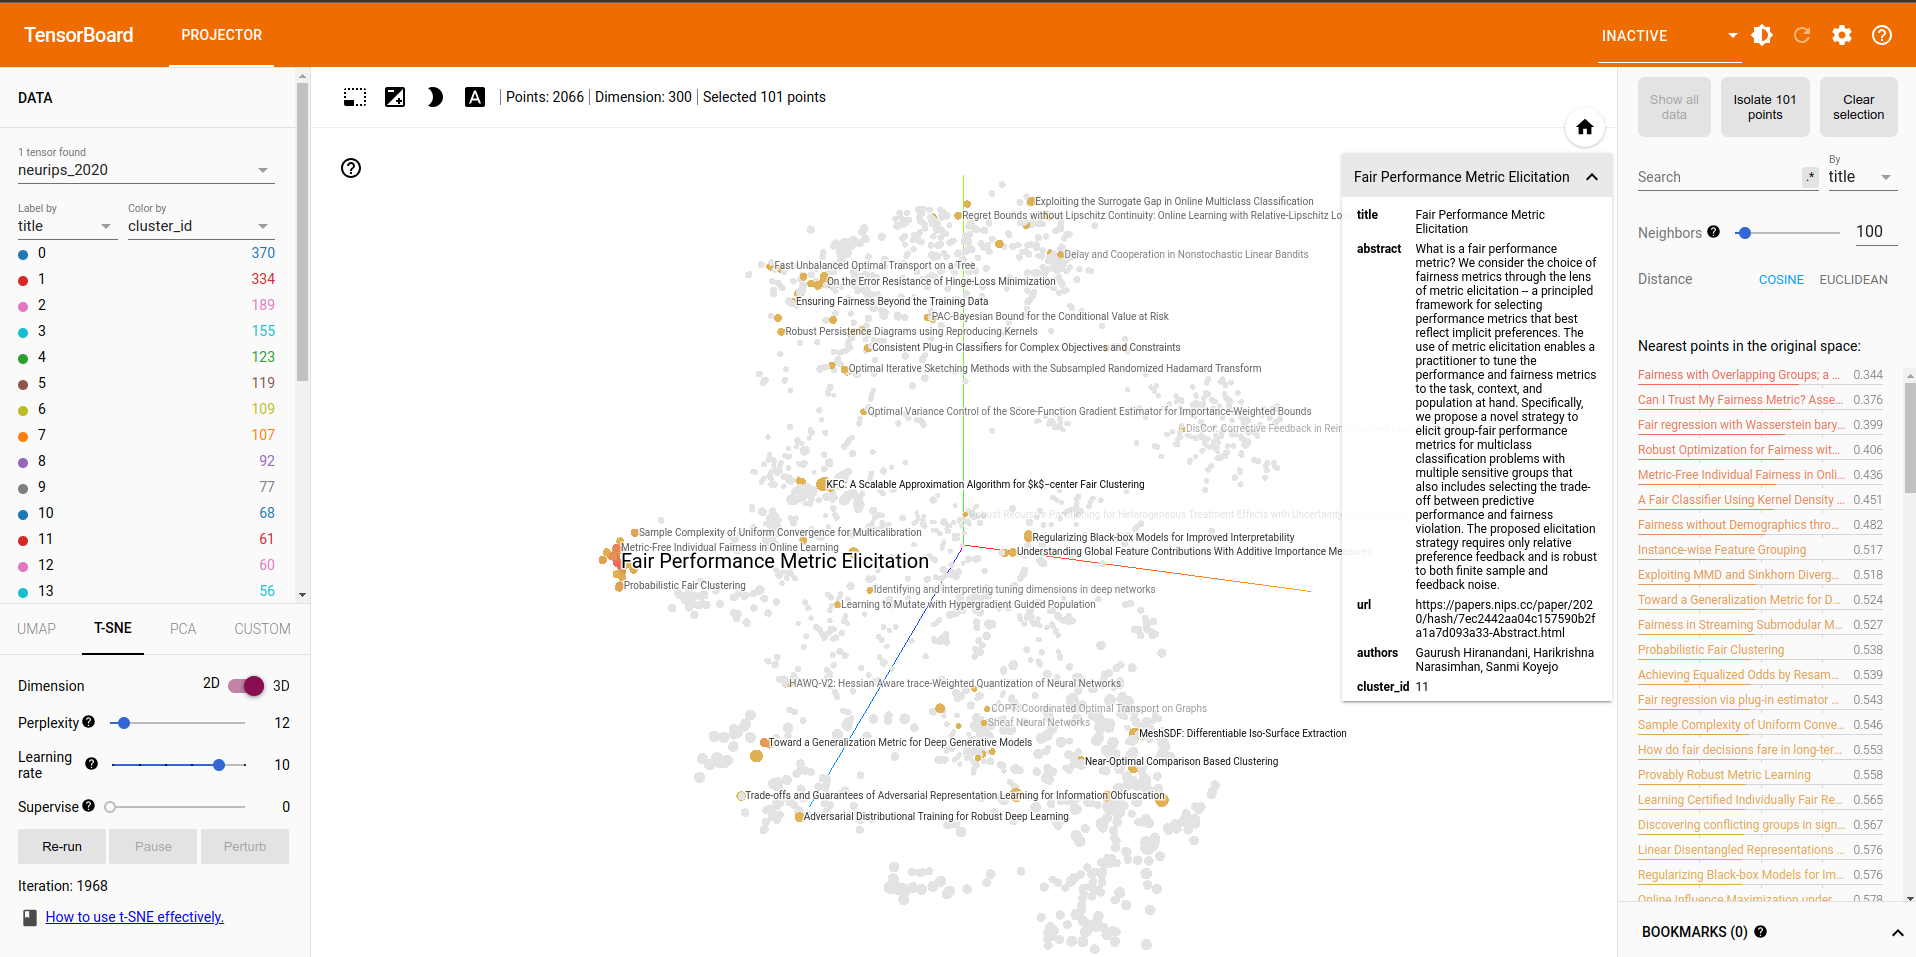 TensorBoard
PROJECTOR
INACTIVE
DATA
1 tensor found
neurips_2020
Label by
Color by
title
cluster_id
0 370
1 334
2 189
3 155
4 123
5 119
6 109
7 107
8 92
9 77
10 68
11 61
12 60
13 56
UMAP
T-SNE
PCA
CUSTOM
Dimension 2D 3D
Perplexity 12
Learning
rate
10
Supervise 0
Re-run
Pause
Perturb
Iteration: 1968
How to use t-SNE effectively.
A
Points: 2066
Dimension: 300
Selected 101 points
Exploiting the Surrogate Gap in Online Multiclass Classification
Regret Bounds without Lipschitz Continuity: Online Learning with Relative-Lipschitz Lo
Delay and Cooperation in Nonstochastic Linear Bandits
Fast Unbalanced Optimal Transport on a Tree
On the Error Resistance of Hinge-Loss Minimization
Ensuring Fairness Beyond the Training Data
PAC-Bayesian Bound for the Conditional Value at Risk
Robust Persistence Diagrams using Reproducing Kernels
Consistent Plug-in Classifiers for Complex Objectives and Constraints
Optimal Iterative Sketching Methods with the Subsampled Randomized Hadamard Transform
Optimal Variance Control of the Score-Function Gradient Estimator for Importance-Weighted Bounds
DisCor: Corrective Feedback in Rein
KFC: A Scalable Approximation Algorithm for $k$−center Fair Clustering
Robust Recursive Partitioning for Heterogeneous Treatment Effects with Uncertainty
Sample Complexity of Uniform Convergence for Multicalibration
Regularizing Black-box Models for Improved Interpretability
Metric-Free Individual Fairness in Online Learning
Understanding Global Feature Contributions With Additive Importance Measures
Fair Performance Metric Elicitation
Probabilistic Fair Clustering
Identifying and interpreting tuning dimensions in deep networks
Learning to Mutate with Hypergradient Guided Population
HAWQ-V2: Hessian Aware trace-Weighted Quantization of Neural Networks
COPT: Coordinated Optimal Transport on Graphs
Sheaf Neural Networks
MeshSDF: Differentiable Iso-Surface Extraction
Toward a Generalization Metric for Deep Generative Models
Near-Optimal Comparison Based Clustering
Trade-offs and Guarantees of Adversarial Representation Learning for Information Obfuscation
Adversarial Distributional Training for Robust Deep Learning
Fair Performance Metric Elicitation
title Fair Performance Metric
Elicitation
abstract What is a fair performance
metric? We consider the choice of
fairness metrics through the lens
of metric elicitation -- a principled
framework for selecting
performance metrics that best
reflect implicit preferences. The
use of metric elicitation enables a
practitioner to tune the
performance and fairness metrics
to the task, context, and
population at hand. Specifically,
we propose a novel strategy to
elicit group-fair performance
metrics for multiclass
classification problems with
multiple sensitive groups that
also includes selecting the trade-
off between predictive
performance and fairness
violation. The proposed elicitation
strategy requires only relative
preference feedback and is robust
to both finite sample and
feedback noise.
url https://papers.nips.cc/paper/202
0/hash/7ec2442aa04c157590b2f
a1a7d093a33-Abstract.html
authors Gaurush Hiranandani, Harikrishna
Narasimhan, Sanmi Koyejo
cluster_id 11
Show all
data
Isolate 101
points
Clear
selection
Search
.*
By
title
Neighbors 100
Distance COSINE EUCLIDEAN
Nearest points in the original space:
Fairness with Overlapping Groups; a ... 0.344
Can I Trust My Fairness Metric? Asse... 0.376
Fair regression with Wasserstein bary... 0.399
Robust Optimization for Fairness wit... 0.406
Metric-Free Individual Fairness in Onli... 0.436
A Fair Classifier Using Kernel Density ... 0.451
Fairness without Demographics thro... 0.482
Instance-wise Feature Grouping 0.517
Exploiting MMD and Sinkhorn Diverg... 0.518
Toward a Generalization Metric for D... 0.524
Fairness in Streaming Submodular M... 0.527
Probabilistic Fair Clustering 0.538
Achieving Equalized Odds by Resam... 0.539
Fair regression via plug-in estimator ... 0.543
Sample Complexity of Uniform Conve... 0.546
How do fair decisions fare in long-ter... 0.553
Provably Robust Metric Learning 0.558
Learning Certified Individually Fair Re... 0.565
Discovering conflicting groups in sign... 0.567
Linear Disentangled Representations ... 0.576
Regularizing Black-box Models for Im... 0.576
Online Influence Maximization under ... 0.578
BOOKMARKS (0)